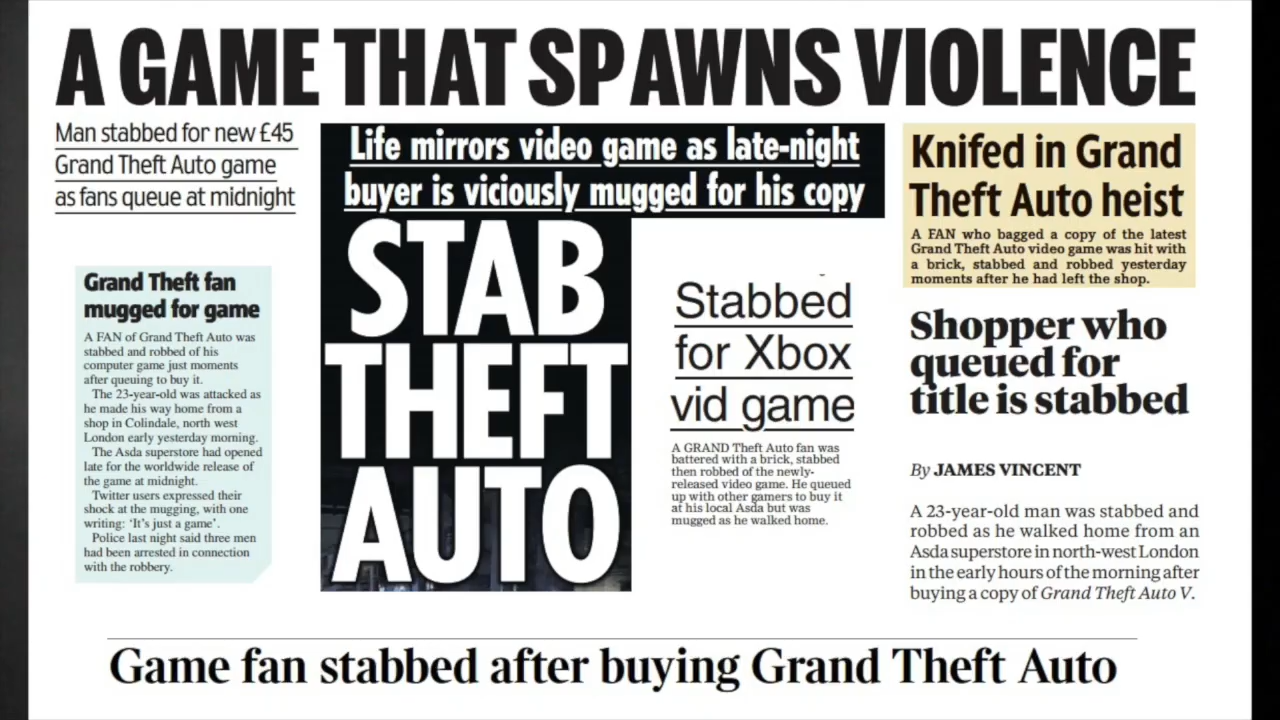 A GAME THAT SPAWNS VIOLENCE
Man stabbed for new £45
Grand Theft Auto game
as fans queue at midnight
Grand Theft fan
mugged for game
A FAN of Grand Theft Auto was
stabbed and robbed of his
computer game just moments
after queuing to buy it.
The 23-year-old was attacked as
he made his way home from a
shop in Colindale, north west
London early yesterday morning.
The Asda superstore had opened
late for the worldwide release of
the game at midnight.
Twitter users expressed their
shock at the mugging, with one
writing: ‘It’s just a game’.
Police last night said three men
had been arrested in connection
with the robbery.
Life mirrors video game as late-night
buyer is viciously mugged for his copy
STAB
THEFT
AUTO
Stabbed
for Xbox
vid game
A GRAND Theft Auto fan was
battered with a brick, stabbed
then robbed of the newly-
released video game. He queued
up with other gamers to buy it
at his local Asda but was
mugged as he walked home.
Knifed in Grand
Theft Auto heist
A FAN who bagged a copy of the latest
Grand Theft Auto video game was hit with
a brick, stabbed and robbed yesterday
moments after he had left the shop.
Shopper who
queued for
title is stabbed
By JAMES VINCENT
A 23-year-old man was stabbed and
robbed as he walked home from an
Asda superstore in north-west London
in the early hours of the morning after
buying a copy of Grand Theft Auto V.
Game fan stabbed after buying Grand Theft Auto